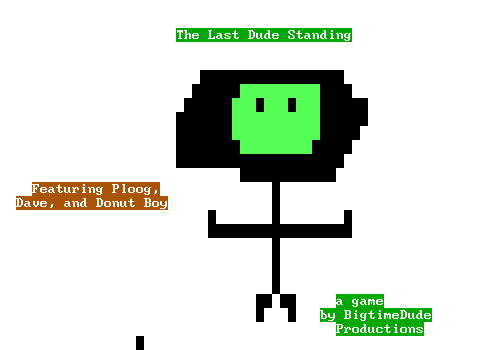 The Last Dude Standing
Featuring Ploog,
Dave, and Donut Boy
a game
by BigtimeDude
Productions